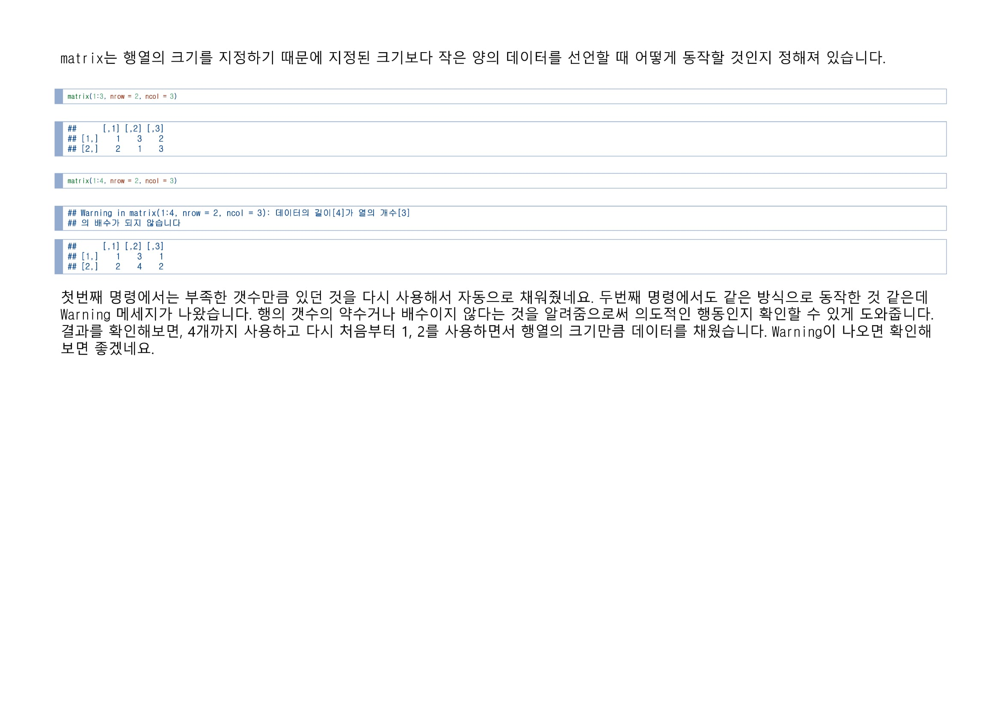 matrix는 행열의 크기를 지정하기 때문에 지정된 크기보다 작은 양의 데이터를 선언할 때 어떻게 동작할 것인지 정해져 있습니다.
matrix(1:3, nrow = 2, ncol = 3)
##      [,1] [,2] [,3]
## [1,]    1    3    2
## [2,]    2    1    3
matrix(1:4, nrow = 2, ncol = 3)
## Warning in matrix(1:4, nrow = 2, ncol = 3): 데이터의 길이[4]가 열의 개수[3]
## 의 배수가 되지 않습니다
##      [,1] [,2] [,3]
## [1,]    1    3    1
## [2,]    2    4    2
첫번째 명령에서는 부족한 갯수만큼 있던 것을 다시 사용해서 자동으로 채워줬네요. 두번째 명령에서도 같은 방식으로 동작한 것 같은데
Warning 메세지가 나왔습니다. 행의 갯수의 약수거나 배수이지 않다는 것을 알려줌으로써 의도적인 행동인지 확인할 수 있게 도와줍니다.
결과를 확인해보면, 4개까지 사용하고 다시 처음부터 1, 2를 사용하면서 행열의 크기만큼 데이터를 채웠습니다. Warning이 나오면 확인해
보면 좋겠네요.